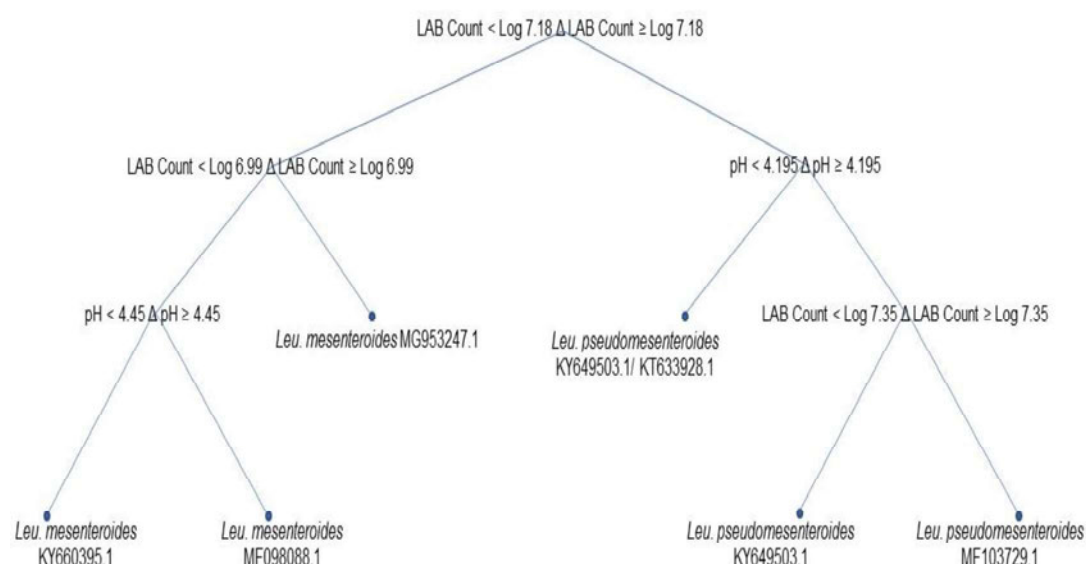 LAB Count < Log 7.18 Δ LAB Count ≥ Log 7.18
LAB Count < Log 6.99 Δ LAB Count ≥ Log 6.99
pH < 4.195 Δ pH ≥ 4.195
pH < 4.45 Δ pH ≥ 4.45
Leu. mesenteroides MG953247.1
Leu. pseudomesenteroides
KY649503.1/ KT633928.1
LAB Count < Log 7.35 Δ LAB Count ≥ Log 7.35
Leu. mesenteroides
KY660395.1
Leu. mesenteroides
MF098088.1
Leu. pseudomesenteroides
KY649503.1
Leu. pseudomesenteroides
MF103729.1